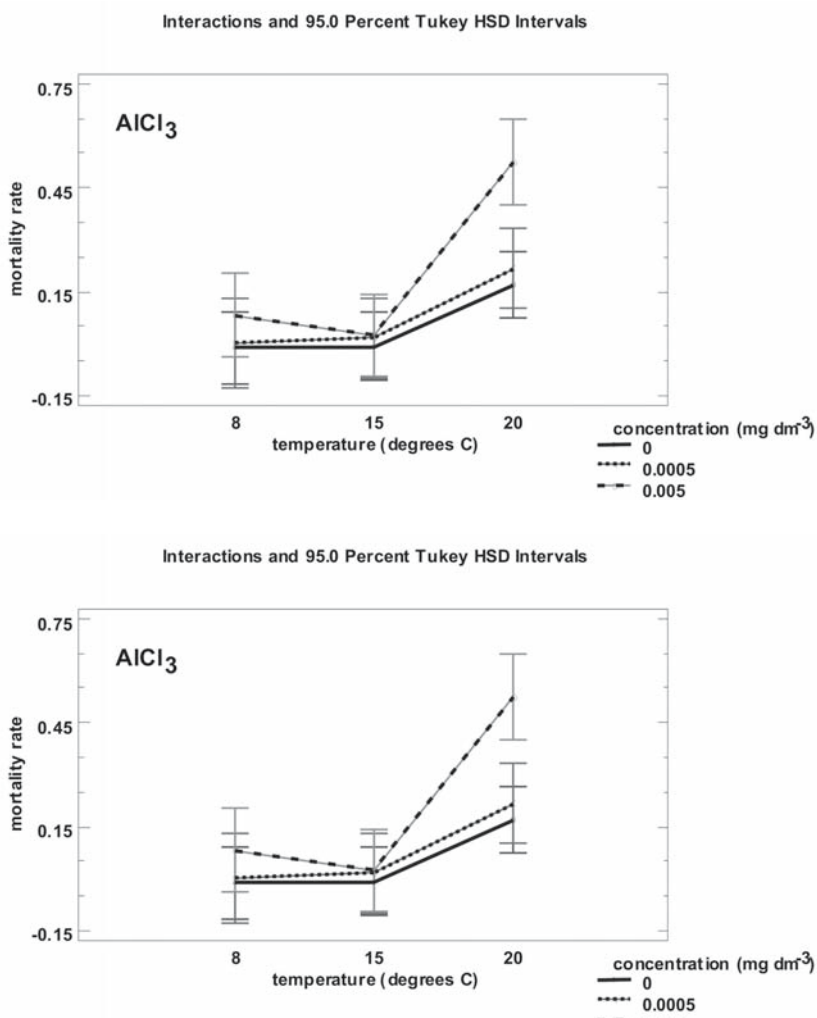 Interactions and 95.0 Percent Tukey HSD Intervals
0.75
AlCl3
0.45
mortality rate
0.15
-0.15
8 15 20
temperature (degrees C)
concentration (mg dm-3)
0
0.0005
0.005
Interactions and 95.0 Percent Tukey HSD Intervals
0.75
AlCl3
0.45
mortality rate
0.15
-0.15
8 15 20
temperature (degrees C)
concentration (mg dm-3)
0
0.0005